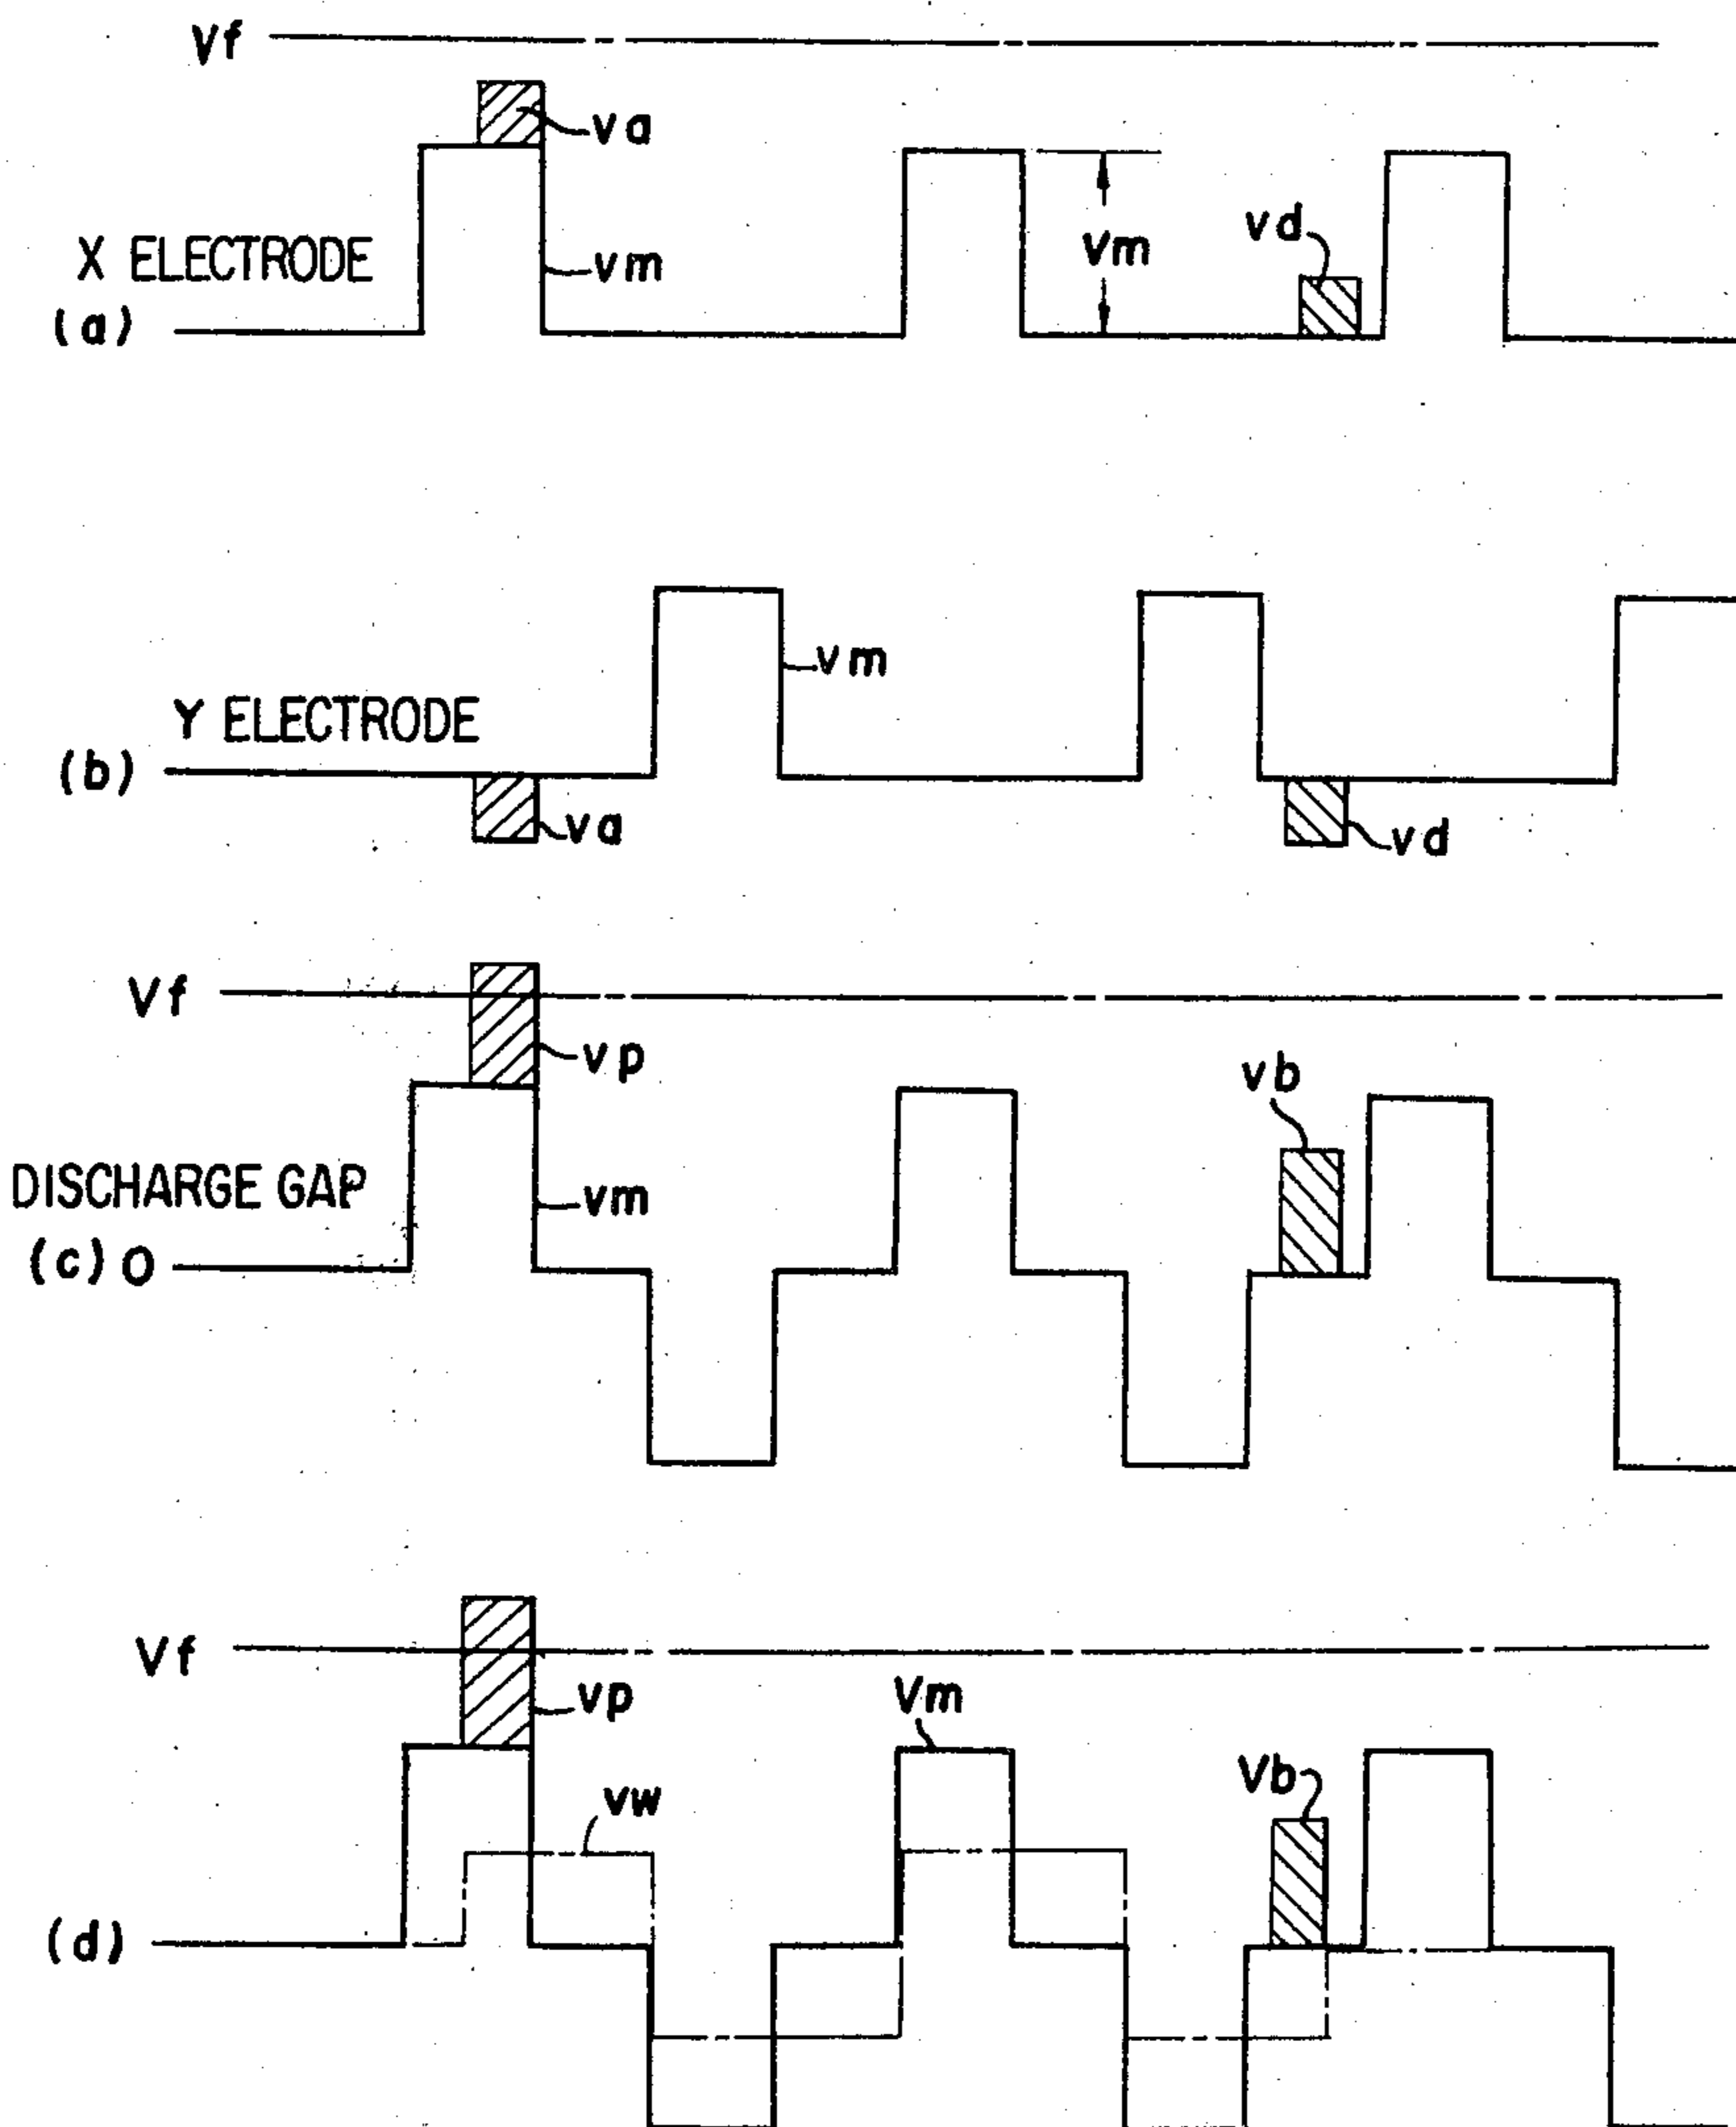 Vf
va
X ELECTRODE
vm
Vm
vd
(a)
vm
Y ELECTRODE
(b)
va
vd
Vf
vp
vb
DISCHARGE GAP
vm
(c) O
Vf
vp
Vm
vw
Vb
(d)